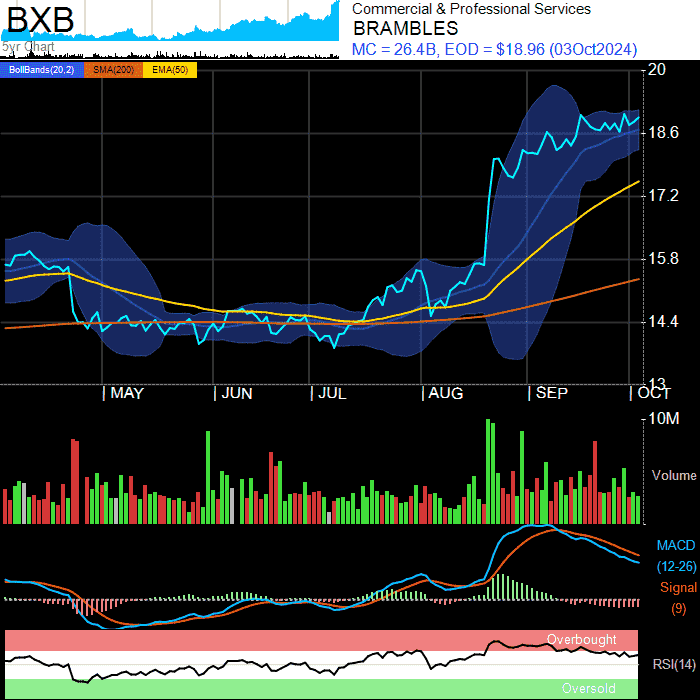 BXB
5yr Chart
Commercial & Professional Services
BRAMBLES
MC = 26.4B, EOD = $18.96 (03Oct2024)
BollBands(20,2) SMA(200) EMA(50)
20
18.6
17.2
15.8
14.4
13
MAY JUN JUL AUG SEP OCT
10M
Volume
MACD
(12-26)
Signal
(9)
Overbought
RSI(14)
Oversold